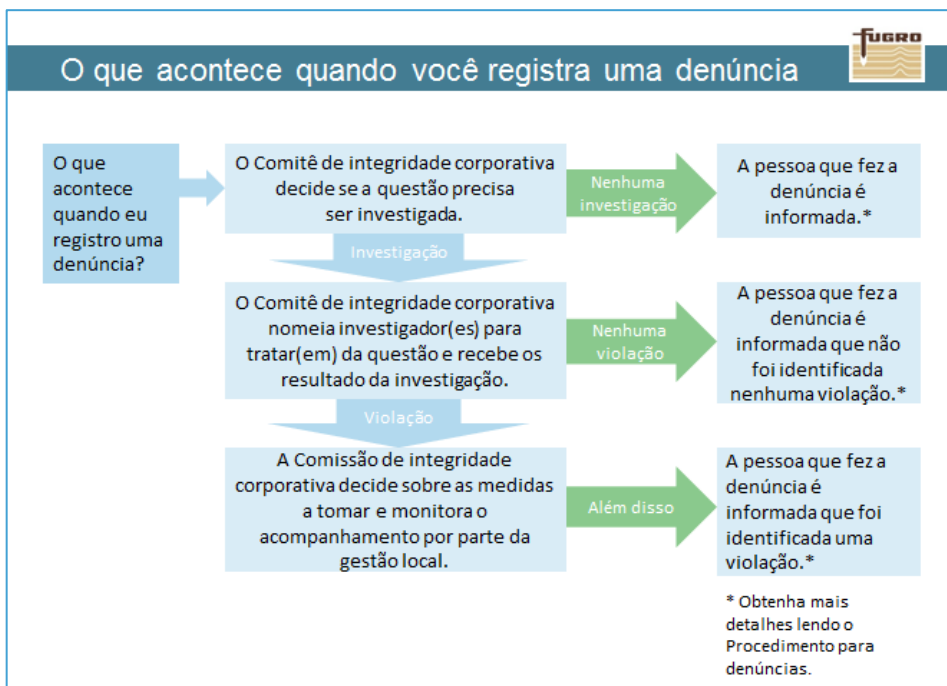 FUGRO
O que acontece quando você registra uma denúncia
O que
acontece
quando eu
registro uma
denúncia?
O Comitê de integridade corporativa
decide se a questão precisa
ser investigada.
Nenhuma
investigação
A pessoa que fez a
denúncia é
informada.*
Investigação
O Comitê de integridade corporativa
nomeia investigador(es) para
tratar(em) da questão e recebe os
resultado da investigação.
Nenhuma
violação
A pessoa que fez a
denúncia é
informada que não
foi identificada
nenhuma violação.*
Violação
A Comissão de integridade
corporativa decide sobre as medidas
a tomar e monitora o
acompanhamento por parte da
gestão local.
Além disso
A pessoa que fez a
denúncia é
informada que foi
identificada uma
violação.*
* Obtenha mais
detalhes lendo o
Procedimento para
denúncias.